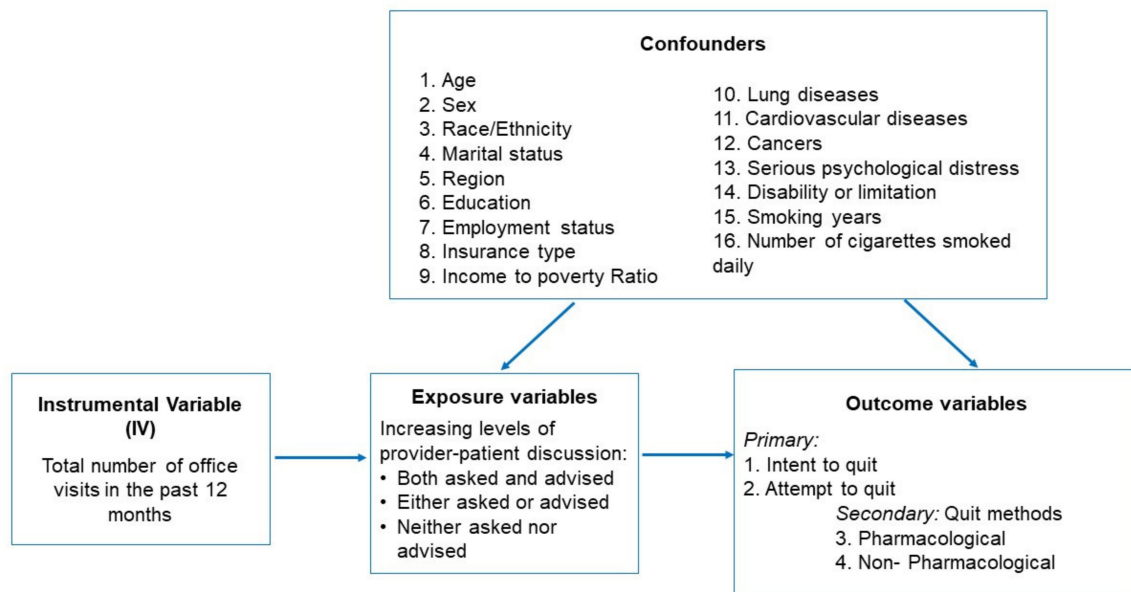 Confounders
1. Age
2. Sex
3. Race/Ethnicity
4. Marital status
5. Region
6. Education
7. Employment status
8. Insurance type
9. Income to poverty Ratio
10. Lung diseases
11. Cardiovascular diseases
12. Cancers
13. Serious psychological distress
14. Disability or limitation
15. Smoking years
16. Number of cigarettes smoked
daily
Instrumental Variable
(IV)
Total number of office
visits in the past 12
months
Exposure variables
Increasing levels of
provider-patient discussion:
• Both asked and advised
• Either asked or advised
• Neither asked nor
advised
Outcome variables
Primary:
1. Intent to quit
2. Attempt to quit
Secondary: Quit methods
3. Pharmacological
4. Non- Pharmacological